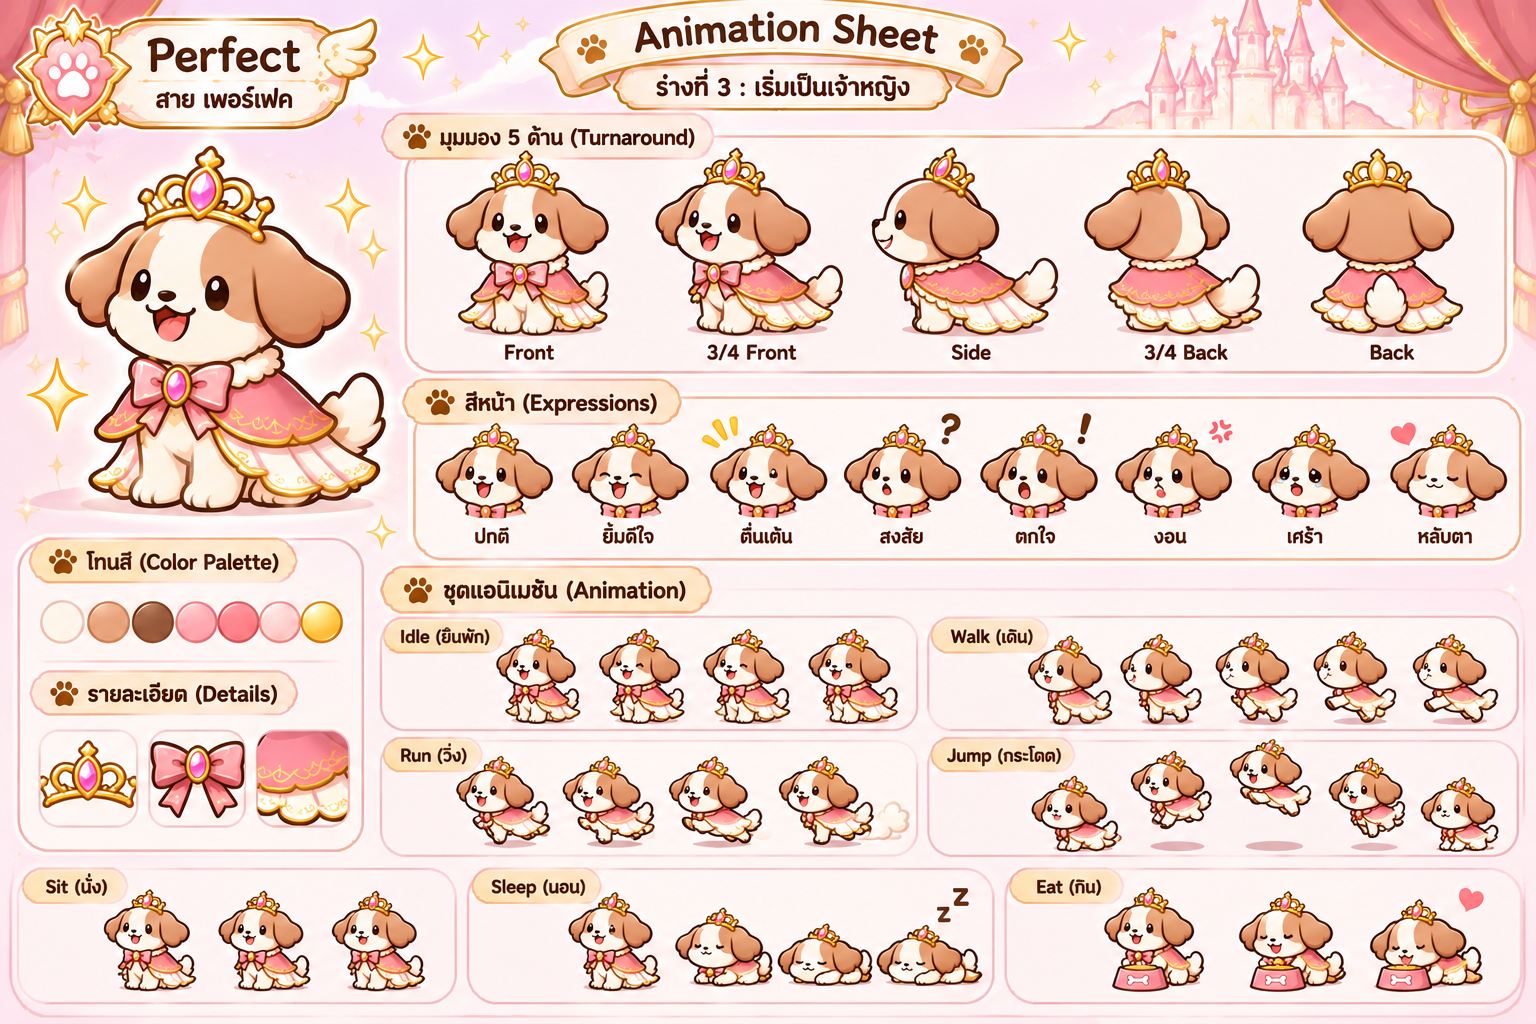 Perfect
สาย เพอร์เฟค
Animation Sheet
ร่างที่ 3 : เริ่มเป็นเจ้าหญิง
มุมมอง 5 ด้าน (Turnaround)
Front
3/4 Front
Side
3/4 Back
Back
สีหน้า (Expressions)
?
!
ปกติ
ยิ้มดีใจ
ตื่นเต้น
สงสัย
ตกใจ
งอน
เศร้า
หลับตา
โทนสี (Color Palette)
รายละเอียด (Details)
ชุดแอนิเมชัน (Animation)
Idle (ยืนพัก)
Walk (เดิน)
Run (วิ่ง)
Jump (กระโดด)
Sit (นั่ง)
Sleep (นอน)
z Z
Eat (กิน)